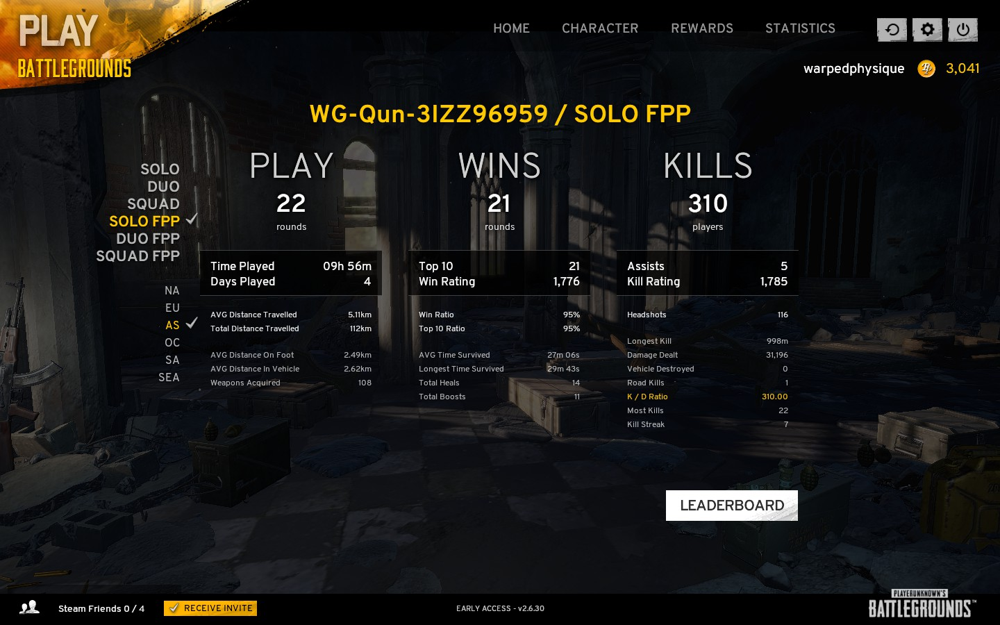 PLAY
BATTLEGROUNDS
HOME CHARACTER REWARDS STATISTICS
warpedphysique 3,041
WG-Qun-3IZZ96959 / SOLO FPP
SOLO
DUO
SQUAD
SOLO FPP
DUO FPP
SQUAD FPP
NA
EU
AS
OC
SA
SEA
PLAY
22
rounds
Time Played 09h 56m
Days Played 4
AVG Distance Travelled 5.11km
Total Distance Travelled 112km
AVG Distance On Foot 2.49km
AVG Distance In Vehicle 2.62km
Weapons Acquired 108
WINS
21
rounds
Top 10 21
Win Rating 1,776
Win Ratio 95%
Top 10 Ratio 95%
AVG Time Survived 27m 06s
Longest Time Survived 29m 43s
Total Heals 14
Total Boosts 11
KILLS
310
players
Assists 5
Kill Rating 1,785
Headshots 116
Longest Kill 998m
Damage Dealt 31,196
Vehicle Destroyed 0
Road Kills 1
K / D Ratio 310.00
Most Kills 22
Kill Streak 7
LEADERBOARD
Steam Friends 0 / 4
RECEIVE INVITE
EARLY ACCESS - v2.6.30
PLAYERUNKNOWN'S
BATTLEGROUNDS™